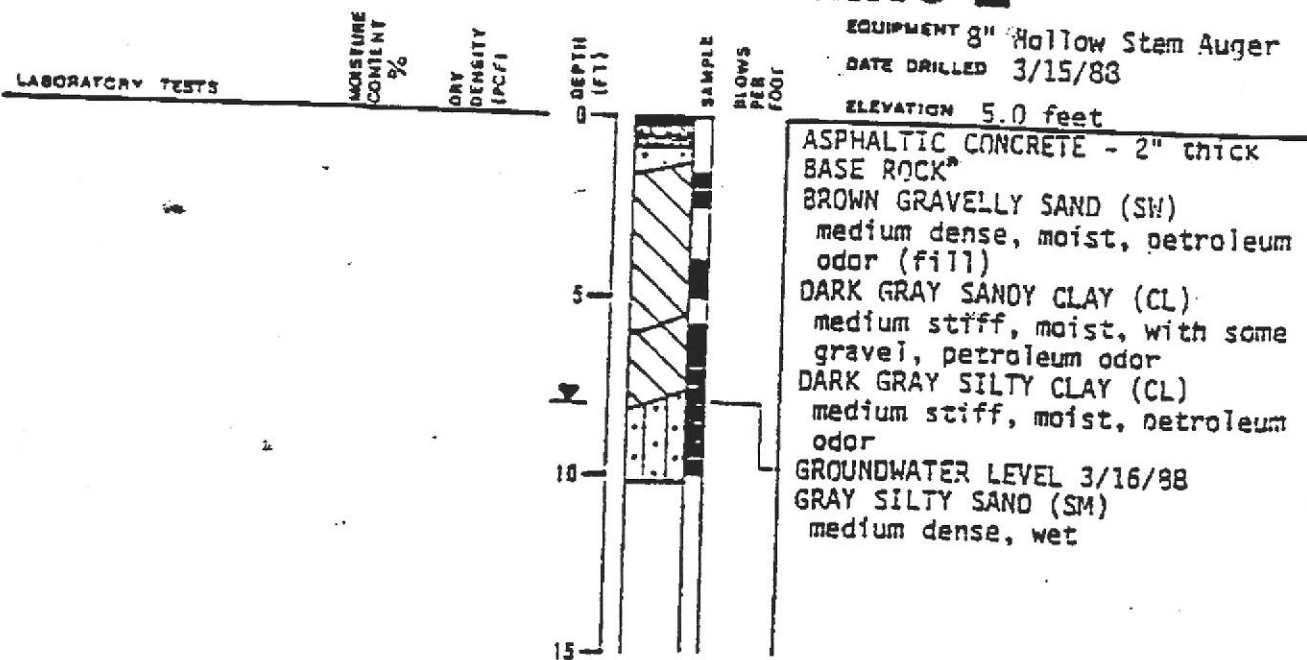 EQUIPMENT 8" Hollow Stem Auger
DATE DRILLED 3/15/88
ELEVATION 5.0 feet
LABORATORY TESTS
MOISTURE CONTENT %
DRY DENSITY (PCF)
DEPTH (FT)
SAMPLE
BLOWS PER FOOT
0
5
10
15
ASPHALTIC CONCRETE - 2" thick
BASE ROCK"
BROWN GRAVELLY SAND (SW)
medium dense, moist, petroleum
odor (fill)
DARK GRAY SANDY CLAY (CL)
medium stiff, moist, with some
gravel, petroleum odor
DARK GRAY SILTY CLAY (CL)
medium stiff, moist, petroleum
odor
GROUNDWATER LEVEL 3/16/88
GRAY SILTY SAND (SM)
medium dense, wet